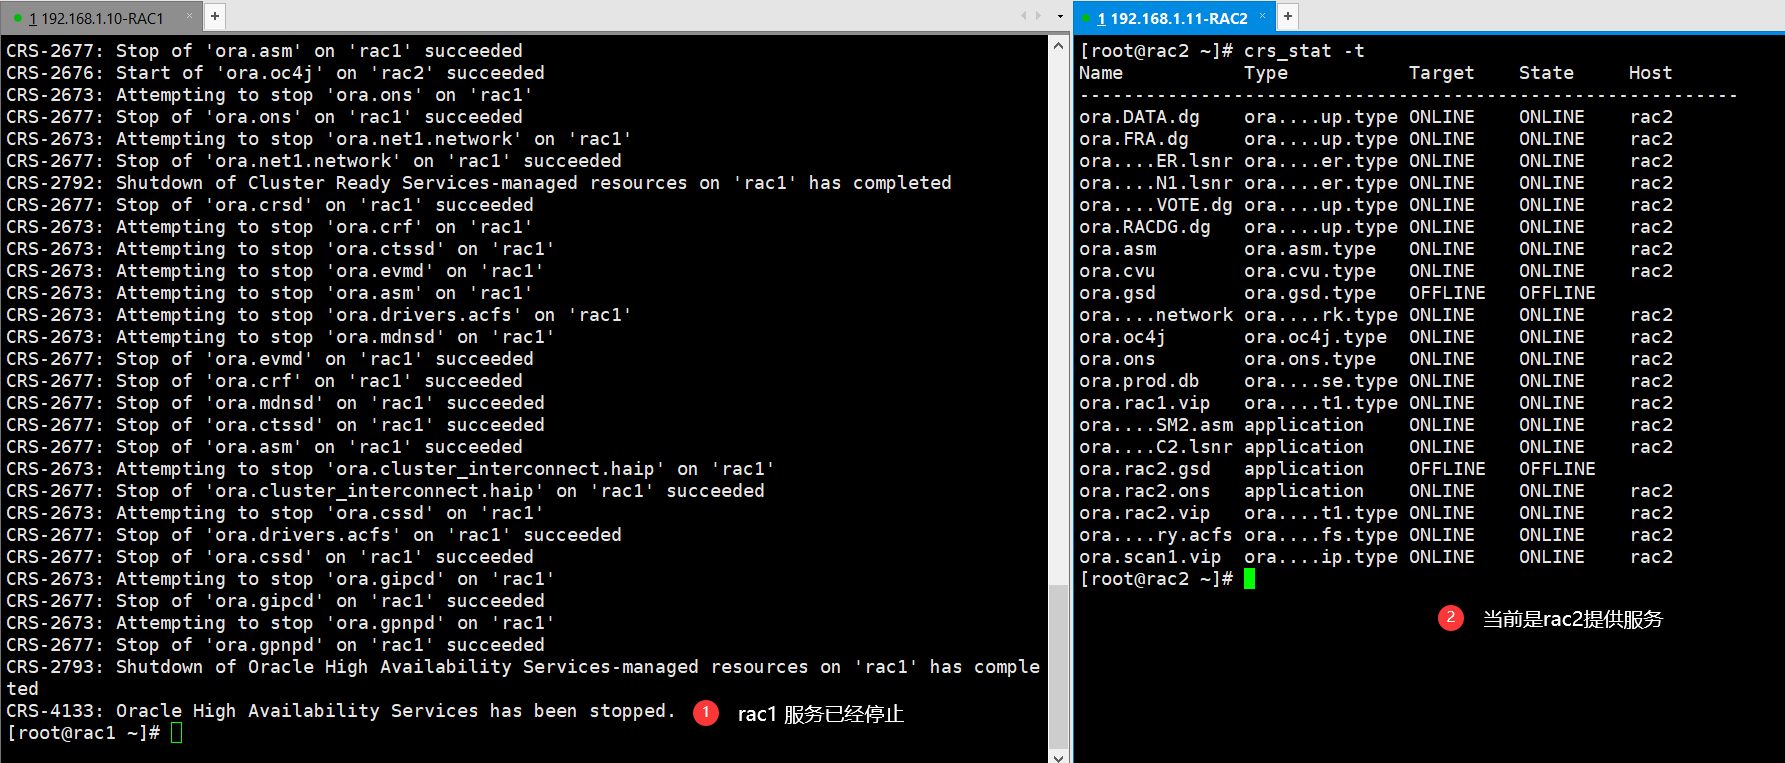 1 192.168.1.10-RAC1 × +
CRS-2677: Stop of 'ora.asm' on 'rac1' succeeded
CRS-2676: Start of 'ora.oc4j' on 'rac2' succeeded
CRS-2673: Attempting to stop 'ora.ons' on 'rac1'
CRS-2677: Stop of 'ora.ons' on 'rac1' succeeded
CRS-2673: Attempting to stop 'ora.net1.network' on 'rac1'
CRS-2677: Stop of 'ora.net1.network' on 'rac1' succeeded
CRS-2792: Shutdown of Cluster Ready Services-managed resources on 'rac1' has completed
CRS-2677: Stop of 'ora.crsd' on 'rac1' succeeded
CRS-2673: Attempting to stop 'ora.crf' on 'rac1'
CRS-2673: Attempting to stop 'ora.ctssd' on 'rac1'
CRS-2673: Attempting to stop 'ora.evmd' on 'rac1'
CRS-2673: Attempting to stop 'ora.asm' on 'rac1'
CRS-2673: Attempting to stop 'ora.drivers.acfs' on 'rac1'
CRS-2673: Attempting to stop 'ora.mdnsd' on 'rac1'
CRS-2677: Stop of 'ora.evmd' on 'rac1' succeeded
CRS-2677: Stop of 'ora.crf' on 'rac1' succeeded
CRS-2677: Stop of 'ora.mdnsd' on 'rac1' succeeded
CRS-2677: Stop of 'ora.ctssd' on 'rac1' succeeded
CRS-2677: Stop of 'ora.asm' on 'rac1' succeeded
CRS-2673: Attempting to stop 'ora.cluster_interconnect.haip' on 'rac1'
CRS-2677: Stop of 'ora.cluster_interconnect.haip' on 'rac1' succeeded
CRS-2673: Attempting to stop 'ora.cssd' on 'rac1'
CRS-2677: Stop of 'ora.drivers.acfs' on 'rac1' succeeded
CRS-2677: Stop of 'ora.cssd' on 'rac1' succeeded
CRS-2673: Attempting to stop 'ora.gipcd' on 'rac1'
CRS-2677: Stop of 'ora.gipcd' on 'rac1' succeeded
CRS-2673: Attempting to stop 'ora.gpnpd' on 'rac1'
CRS-2677: Stop of 'ora.gpnpd' on 'rac1' succeeded
CRS-2793: Shutdown of Oracle High Availability Services-managed resources on 'rac1' has comple
ted
CRS-4133: Oracle High Availability Services has been stopped.
1 rac1 服务已经停止
[root@rac1 ~]#
1 192.168.1.11-RAC2 × +
[root@rac2 ~]# crs_stat -t
Name Type Target State Host
------------------------------------------------------------
ora.DATA.dg ora....up.type ONLINE ONLINE rac2
ora.FRA.dg ora....up.type ONLINE ONLINE rac2
ora....ER.lsnr ora....er.type ONLINE ONLINE rac2
ora....N1.lsnr ora....er.type ONLINE ONLINE rac2
ora....VOTE.dg ora....up.type ONLINE ONLINE rac2
ora.RACDG.dg ora....up.type ONLINE ONLINE rac2
ora.asm ora.asm.type ONLINE ONLINE rac2
ora.cvu ora.cvu.type ONLINE ONLINE rac2
ora.gsd ora.gsd.type OFFLINE OFFLINE
ora....network ora....rk.type ONLINE ONLINE rac2
ora.oc4j ora.oc4j.type ONLINE ONLINE rac2
ora.ons ora.ons.type ONLINE ONLINE rac2
ora.prod.db ora....se.type ONLINE ONLINE rac2
ora.rac1.vip ora....t1.type ONLINE ONLINE rac2
ora....SM2.asm application ONLINE ONLINE rac2
ora....C2.lsnr application ONLINE ONLINE rac2
ora.rac2.gsd application OFFLINE OFFLINE
ora.rac2.ons application ONLINE ONLINE rac2
ora.rac2.vip ora....t1.type ONLINE ONLINE rac2
ora....ry.acfs ora....fs.type ONLINE ONLINE rac2
ora.scan1.vip ora....ip.type ONLINE ONLINE rac2
[root@rac2 ~]#
2 当前是rac2提供服务